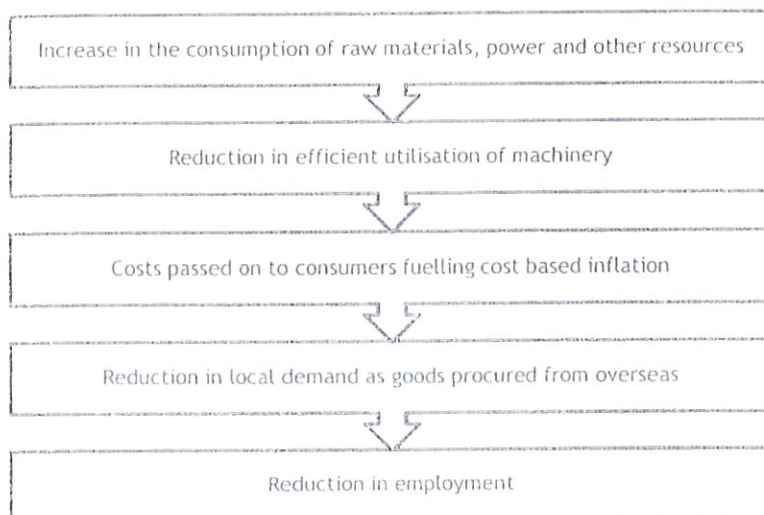 Increase in the consumption of raw materials, power and other resources
Reduction in efficient utilisation of machinery
Costs passed on to consumers fuelling cost based inflation
Reduction in local demand as goods procured from overseas
Reduction in employment